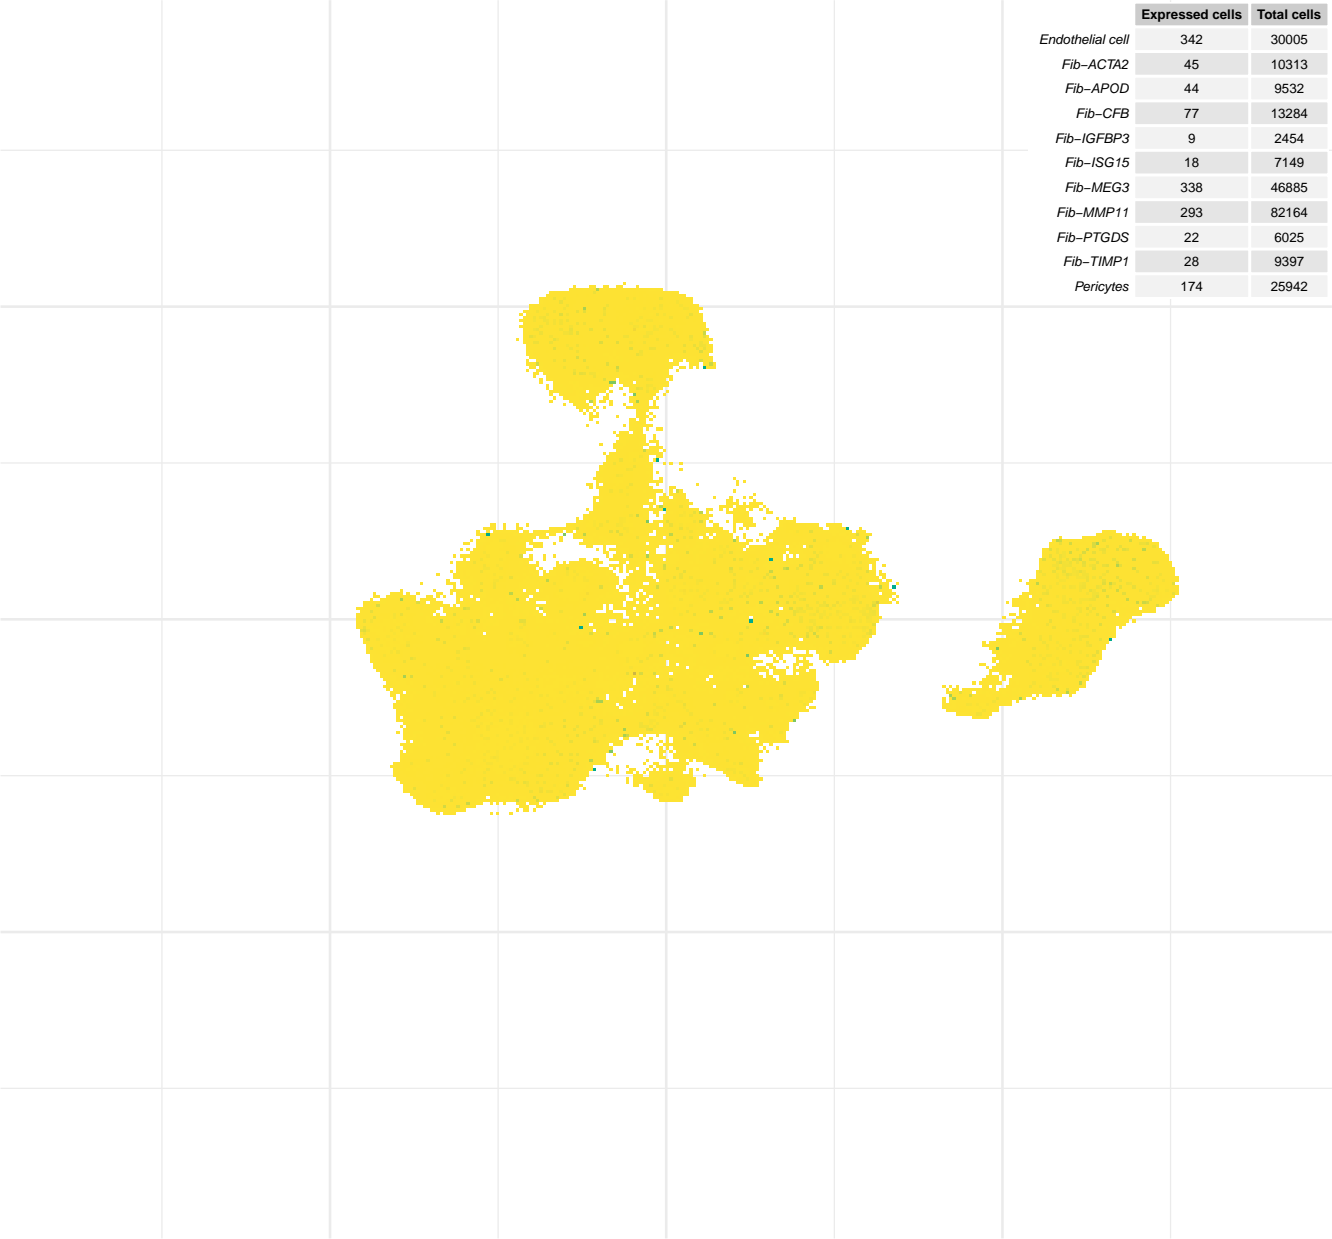 Expressed cells Total cells
Endothelial cell 342 30005
Fib−ACTA2 45 10313
Fib−APOD 44 9532
Fib−CFB 77 13284
Fib−IGFBP3 9 2454
Fib−ISG15 18 7149
Fib−MEG3 338 46885
Fib−MMP11 293 82164
Fib−PTGDS 22 6025
Fib−TIMP1 28 9397
Pericytes 174 25942